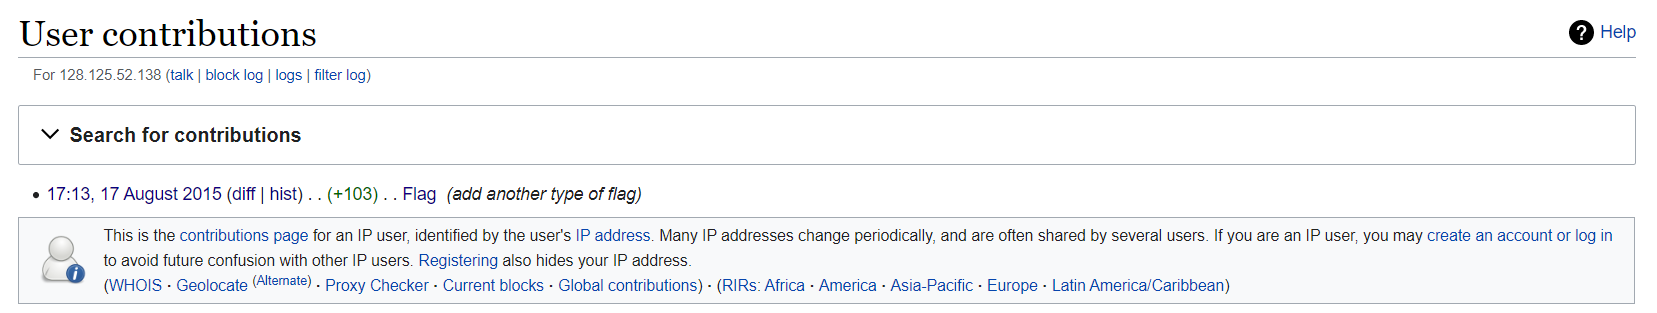 User contributions
? Help
For 128.125.52.138 (talk | block log | logs | filter log)
Search for contributions
• 17:13, 17 August 2015 (diff | hist) . . (+103) . . Flag (add another type of flag)
This is the contributions page for an IP user, identified by the user's IP address. Many IP addresses change periodically, and are often shared by several users. If you are an IP user, you may create an account or log in
to avoid future confusion with other IP users. Registering also hides your IP address.
(WHOIS · Geolocate (Alternate) · Proxy Checker · Current blocks · Global contributions) · (RIRs: Africa · America · Asia-Pacific · Europe · Latin America/Caribbean)